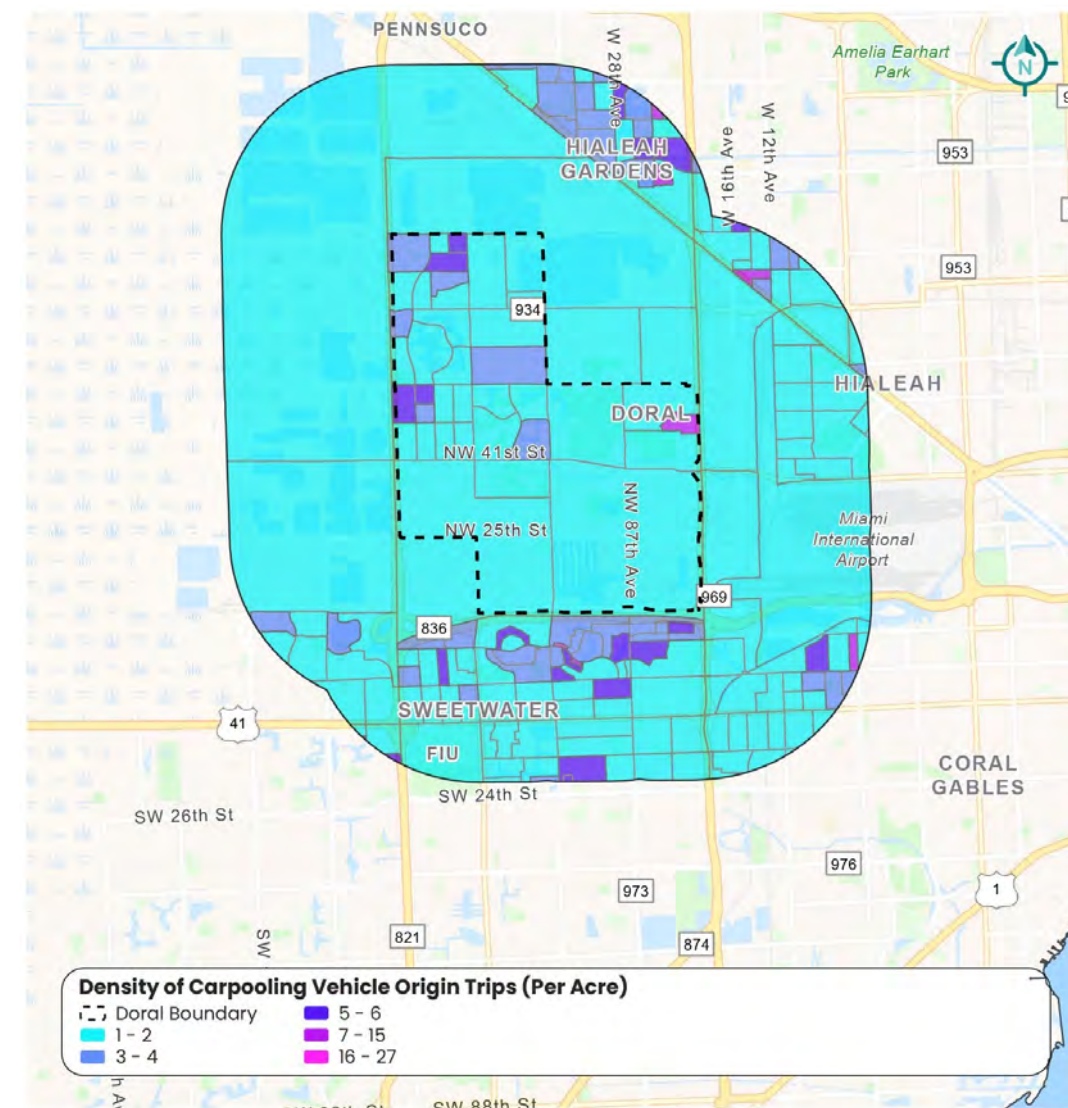 PENNSUCO
W 28th Ave
Amelia Earhart
Park
N
9
W 12th Ave
W 16th Ave
953
HIALEAH
GARDENS
953
934
HIALEAH
DORAL
NW 41st St
NW 87th Ave
NW 25th St
Miami
International
Airport
969
836
SWEETWATER
41
FIU
CORAL
GABLES
SW 24th St
SW 26th St
976
973
1
SW
821
874
Density of Carpooling Vehicle Origin Trips (Per Acre)
Doral Boundary
1 - 2
3 - 4
5 - 6
7 - 15
16 - 27
h Av
SW 88th St